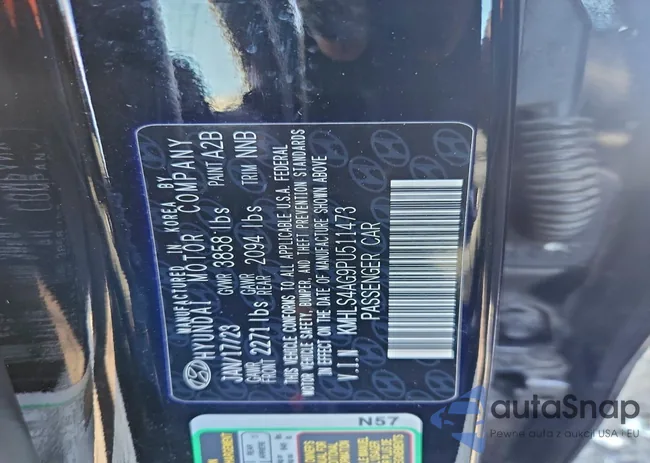 MANUFACTURED IN KOREA BY
HYUNDAI MOTOR COMPANY
JAN/17/23 GVWR 3858 lbs PAINT A2B
GAWR FRONT 2271 lbs GAWR REAR 2094 lbs TRIM NNB
THIS VEHICLE CONFORMS TO ALL APPLICABLE U.S.A. FEDERAL
MOTOR VEHICLE SAFETY, BUMPER, AND THEFT PREVENTION STANDARDS
IN EFFECT ON THE DATE OF MANUFACTURE SHOWN ABOVE
V.I.N KMHLS4AG9PU511473
PASSENGER CAR
N57
autoSnap
Pewne auta z aukcji USA i EU